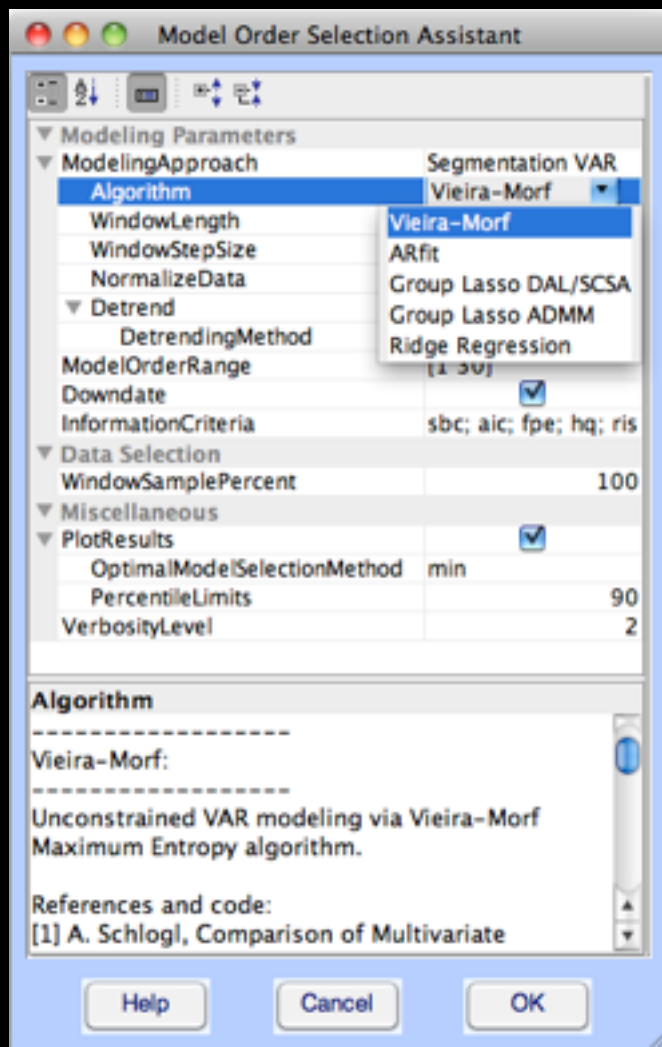 Model Order Selection Assistant
Modeling Parameters
ModelingApproach Segmentation VAR
Algorithm Vieira-Morf
WindowLength Vieira-Morf
WindowStepSize ARfit
NormalizeData Group Lasso DAL/SCSA
Detrend Group Lasso ADMM
DetrendingMethod Ridge Regression
ModelOrderRange [1 30]
Downdate
InformationCriteria sbc; aic; fpe; hq; ris
Data Selection
WindowSamplePercent 100
Miscellaneous
PlotResults
OptimalModelSelectionMethod min
PercentileLimits 90
VerbosityLevel 2
Algorithm
------------------
Vieira-Morf:
------------------
Unconstrained VAR modeling via Vieira-Morf
Maximum Entropy algorithm.
References and code:
[1] A. Schlogl, Comparison of Multivariate
Help Cancel OK